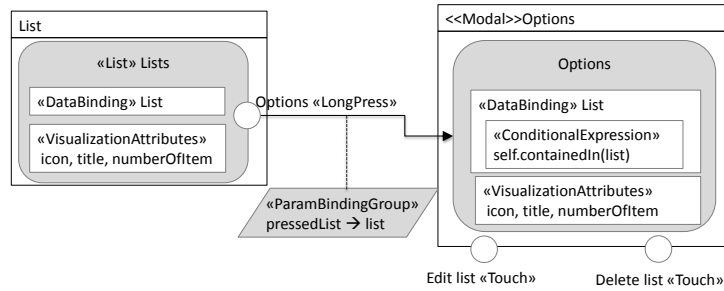 List
«List» Lists
«DataBinding» List
«VisualizationAttributes»
icon, title, numberOfItem
Options «LongPress»
«ParamBindingGroup»
pressedList → list
<<Modal>>Options
Options
«DataBinding» List
«ConditionalExpression»
self.containedIn(list)
«VisualizationAttributes»
icon, title, numberOfItem
Edit list «Touch»
Delete list «Touch»